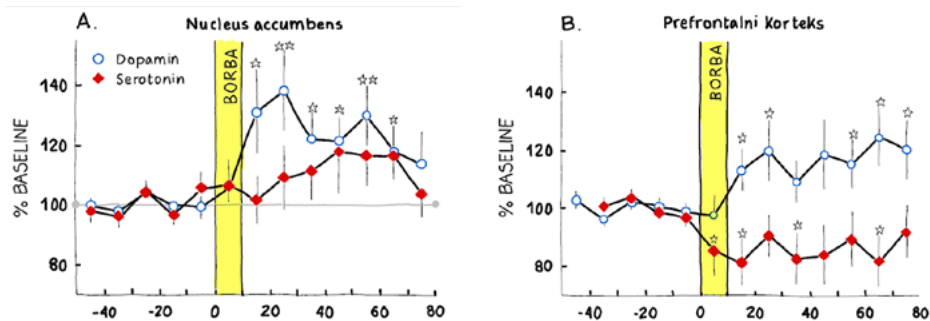 A.
Nucleus accumbens
Dopamin
Serotonin
BORBA
% BASELINE
140
120
100
80
-40 -20 0 20 40 60 80
B.
Prefrontalni korteks
BORBA
% BASELINE
140
120
100
80
-40 -20 0 20 40 60 80